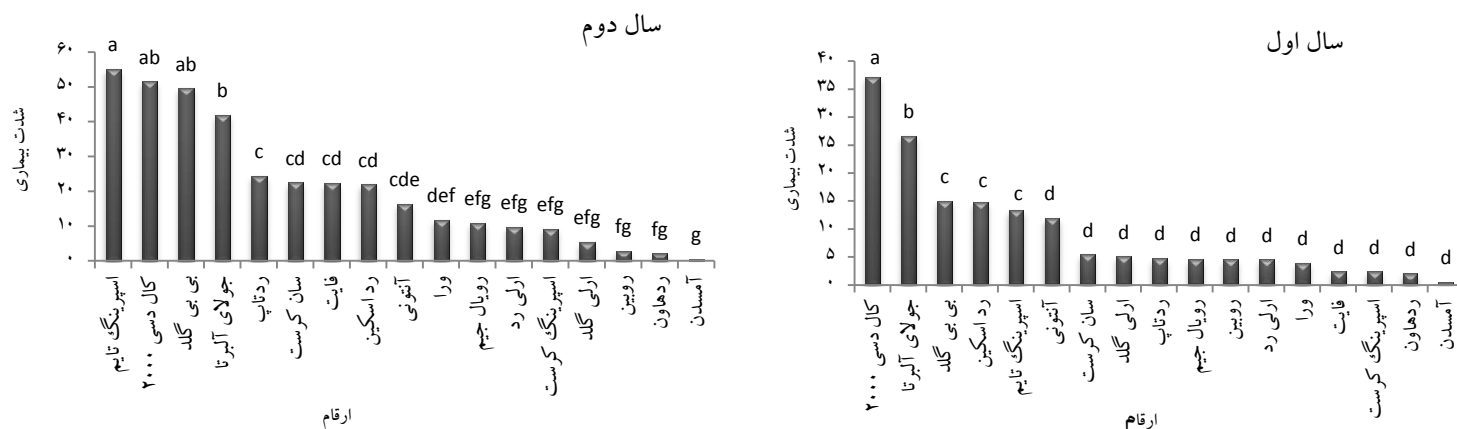 سال دوم
شدت بیماری
۶۰
۵۰
۴۰
۳۰
۲۰
۱۰
۰
a
ab
ab
b
c
cd
cd
cd
cde
def
efg
efg
efg
efg
fg
fg
g
اسپرینگ تایم
کال دسی ۲۰۰۰
بی بی گلد
جولای آلبرتا
ردتاپ
سان کرست
فایت
رد اسکین
آنتونی
ورا
رویال جیم
ارلی رد
اسپرینگ کرست
ارلی گلد
روبین
ردهاون
آمسدن
ارقام
سال اول
شدت بیماری
۴۰
۳۵
۳۰
۲۵
۲۰
۱۵
۱۰
۵
۰
a
b
c
c
c
d
d
d
d
d
d
d
d
d
d
d
d
کال دسی ۲۰۰۰
جولای آلبرتا
بی بی گلد
رد اسکین
اسپرینگ تایم
آنتونی
سان کرست
ارلی گلد
ردتاپ
رویال جیم
روبین
ارلی رد
ورا
فایت
اسپرینگ کرست
ردهاون
آمسدن
ارقام